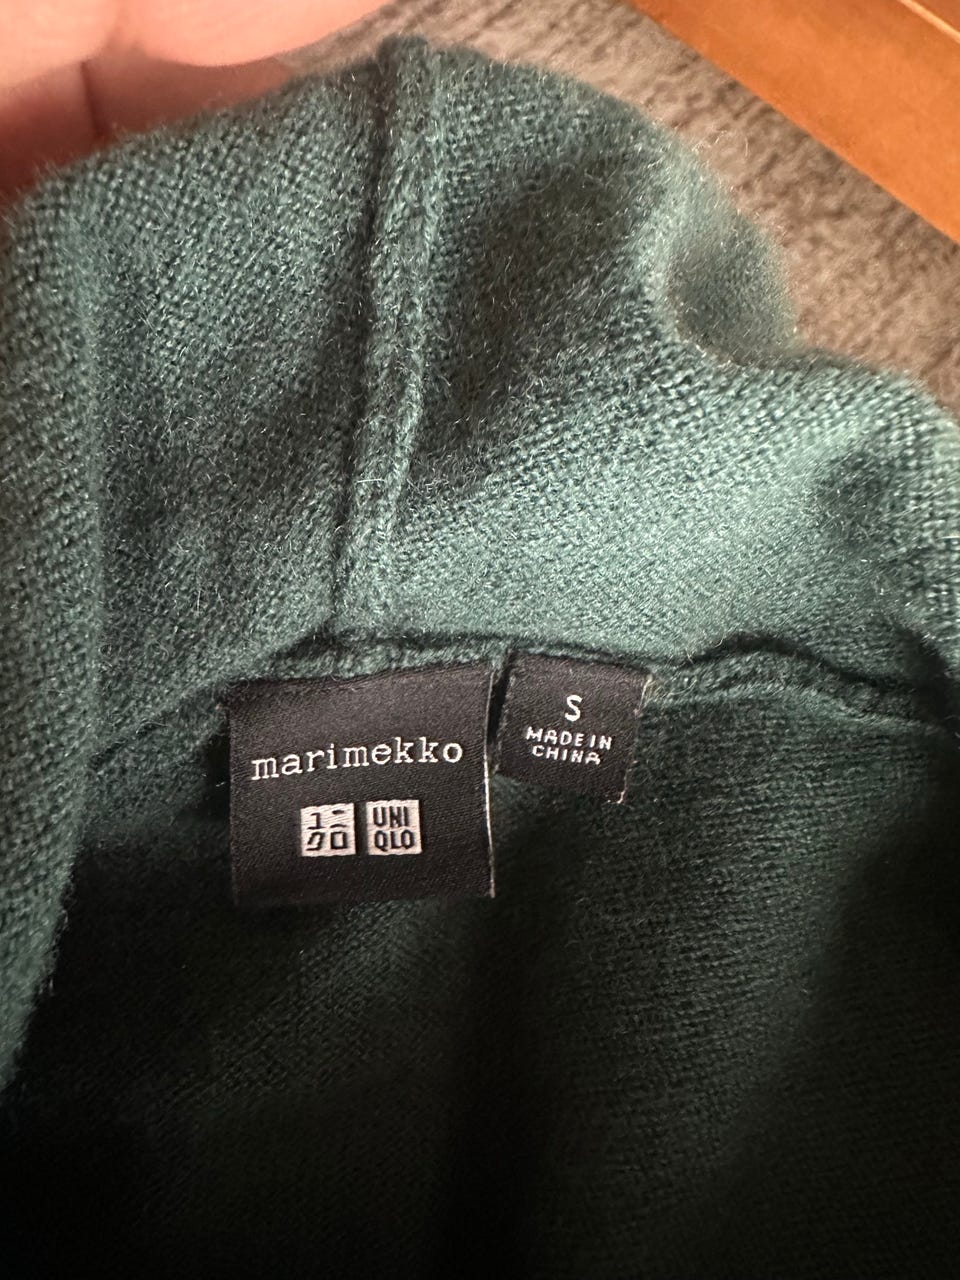 marimekko
ユニ
クロ
UNI
QLO
S
MADE IN
CHINA